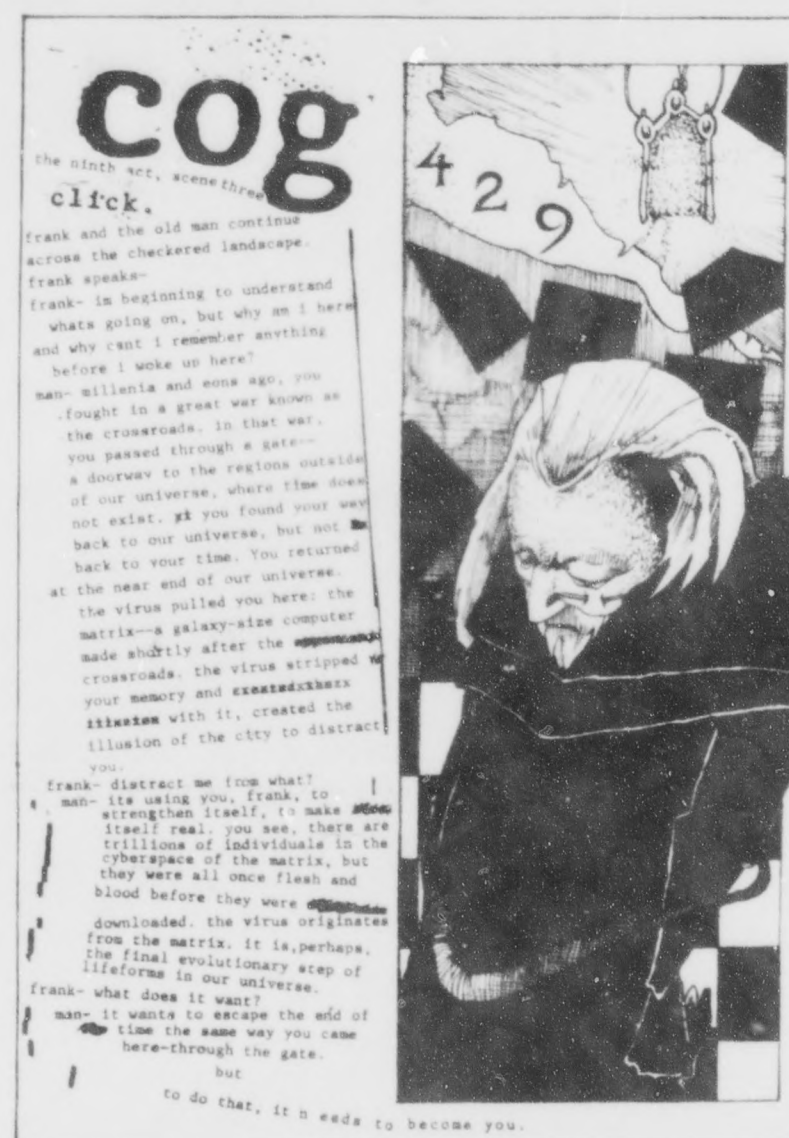 cog
the ninth act, scene three
click.
frank and the old man continue
across the checkered landscape.
frank speaks-
frank- im beginning to understand
whats going on, but why am i here
and why cant i remember anything
before i woke up here?
man- millenia and eons ago, you
fought in a great war known as
the crossroads. in that war,
you passed through a gate--
a doorway to the regions outside
of our universe, where time does
not exist. you found your way
back to our universe, but not
back to your time. You returned
at the near end of our universe.
the virus pulled you here: the
matrix--a galaxy-size computer
made shortly after the
crossroads. the virus stripped
your memory and
with it, created the
illusion of the city to distract
you.
frank- distract me from what?
man- its using you, frank, to
strengthen itself, to make
itself real. you see, there are
trillions of individuals in the
cyberspace of the matrix, but
they were all once flesh and
blood before they were
downloaded. the virus originates
from the matrix. it is,perhaps,
the final evolutionary step of
lifeforms in our universe.
frank- what does it want?
man- it wants to escape the end of
time the same way you came
here-through the gate.
but
to do that, it n eeds to become you.
429